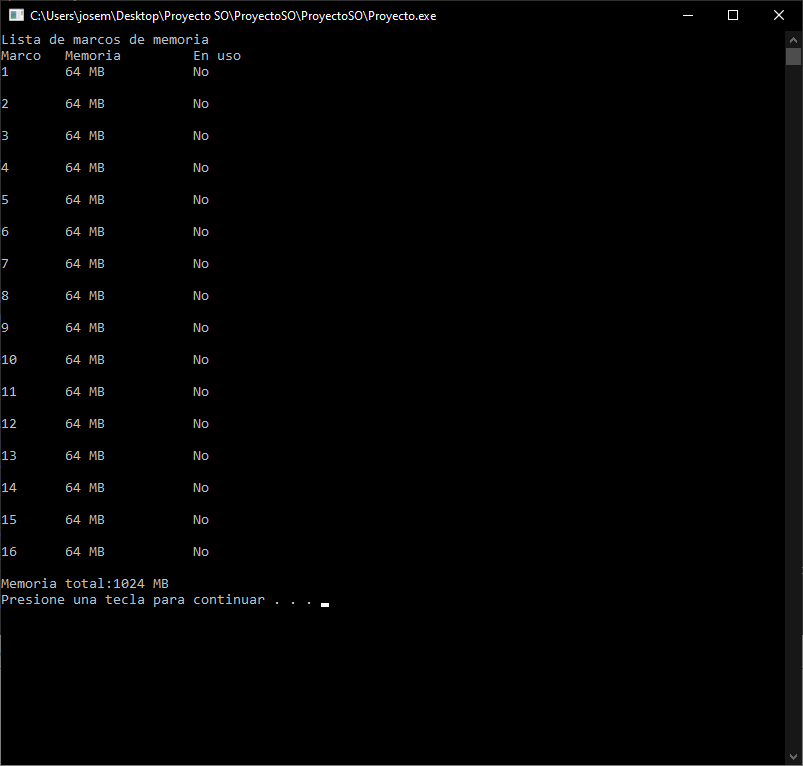 C:\Users\josem\Desktop\Proyecto SO\ProyectoSO\ProyectoSO\Proyecto.exe
Lista de marcos de memoria
Marco Memoria En uso
1 64 MB No
2 64 MB No
3 64 MB No
4 64 MB No
5 64 MB No
6 64 MB No
7 64 MB No
8 64 MB No
9 64 MB No
10 64 MB No
11 64 MB No
12 64 MB No
13 64 MB No
14 64 MB No
15 64 MB No
16 64 MB No
Memoria total:1024 MB
Presione una tecla para continuar . . .